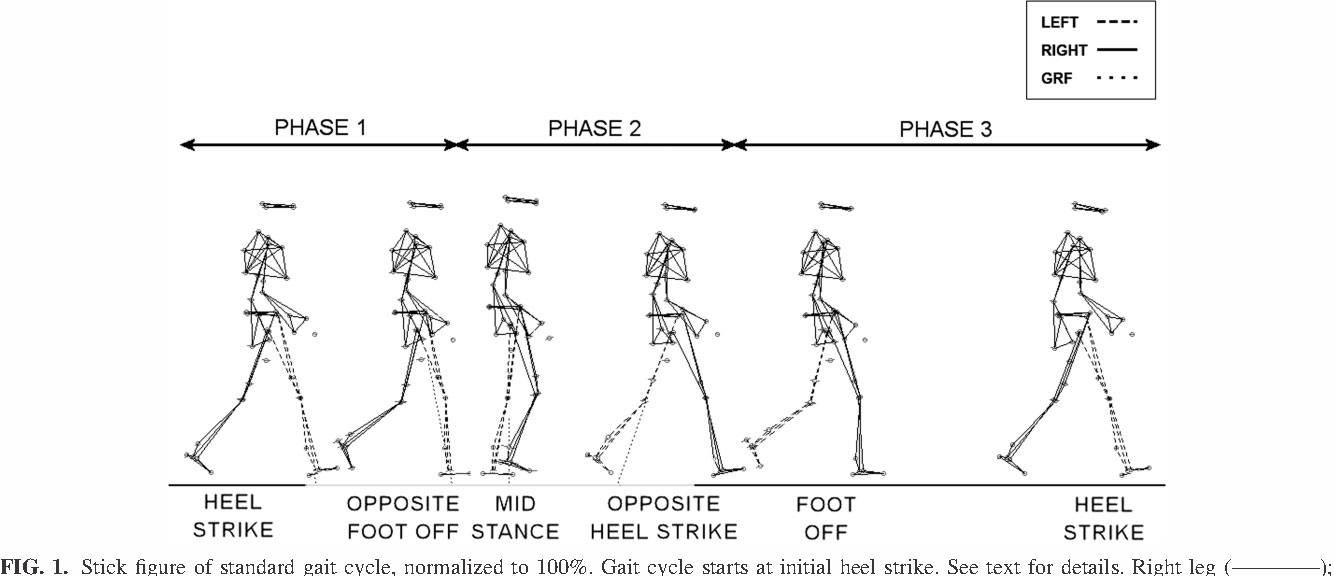 LEFT
RIGHT
GRF
PHASE 1 PHASE 2 PHASE 3
HEEL STRIKE
OPPOSITE FOOT OFF
MID STANCE
OPPOSITE HEEL STRIKE
FOOT OFF
HEEL STRIKE
FIG. 1. Stick figure of standard gait cycle, normalized to 100%. Gait cycle starts at initial heel strike. See text for details. Right leg (————);